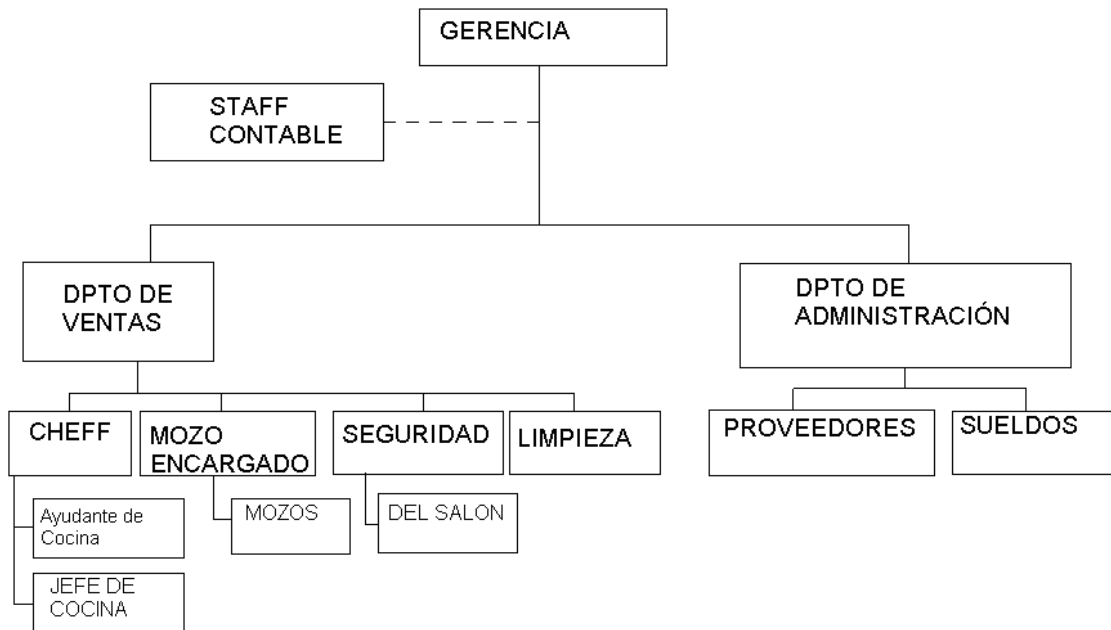 GERENCIA
STAFF
CONTABLE
DPTO DE
VENTAS
DPTO DE
ADMINISTRACIÓN
CHEFF
MOZO
ENCARGADO
SEGURIDAD
LIMPIEZA
PROVEEDORES
SUELDOS
Ayudante de
Cocina
MOZOS
DEL SALON
JEFE DE
COCINA